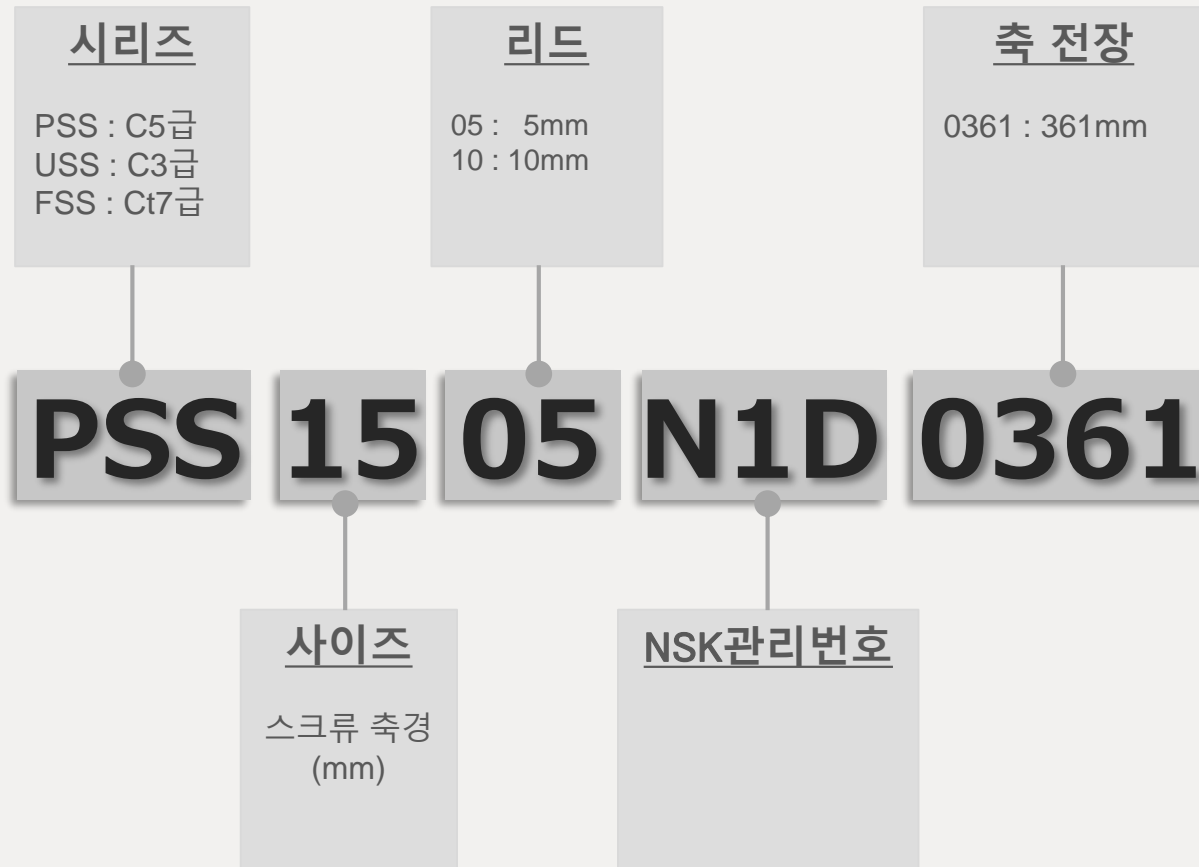 시리즈
PSS : C5급
USS : C3급
FSS : Ct7급
리드
05 : 5mm
10 : 10mm
축 전장
0361 : 361mm
PSS 15 05 N1D 0361
사이즈
스크류 축경
(mm)
NSK관리번호